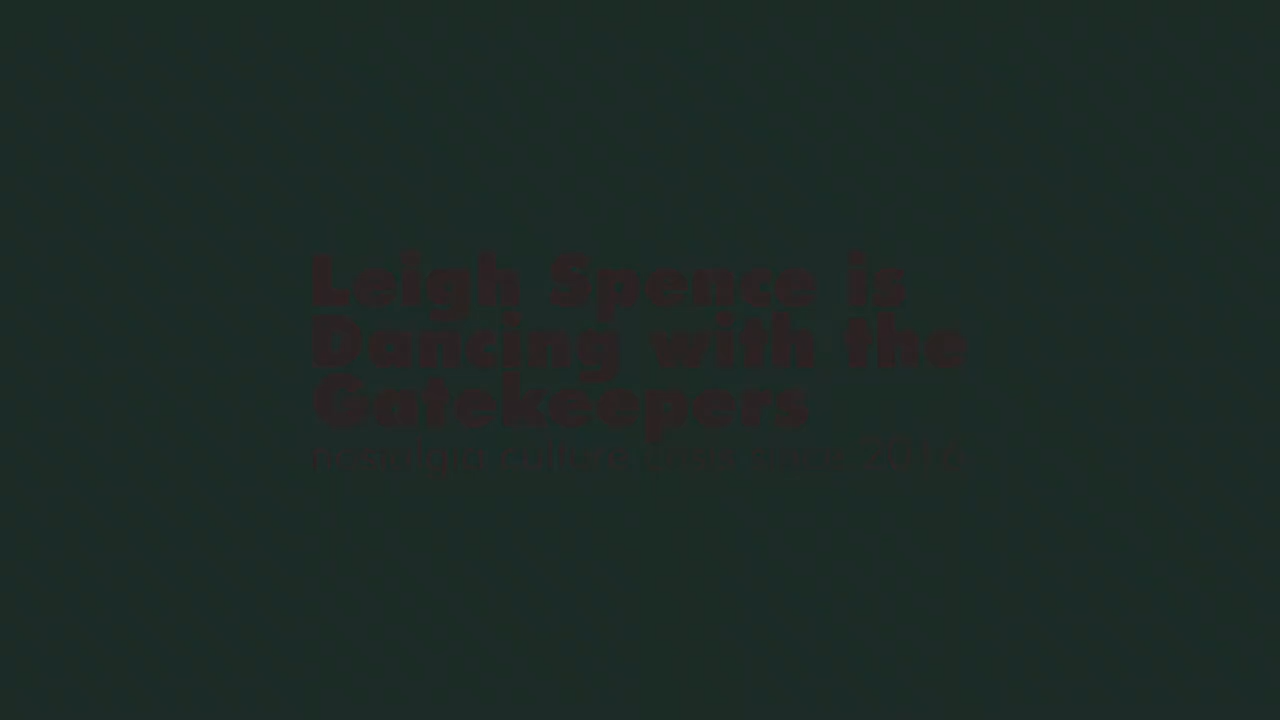 Leigh Spence is
Dancing with the
Gatekeepers
nostalgia culture since 2016